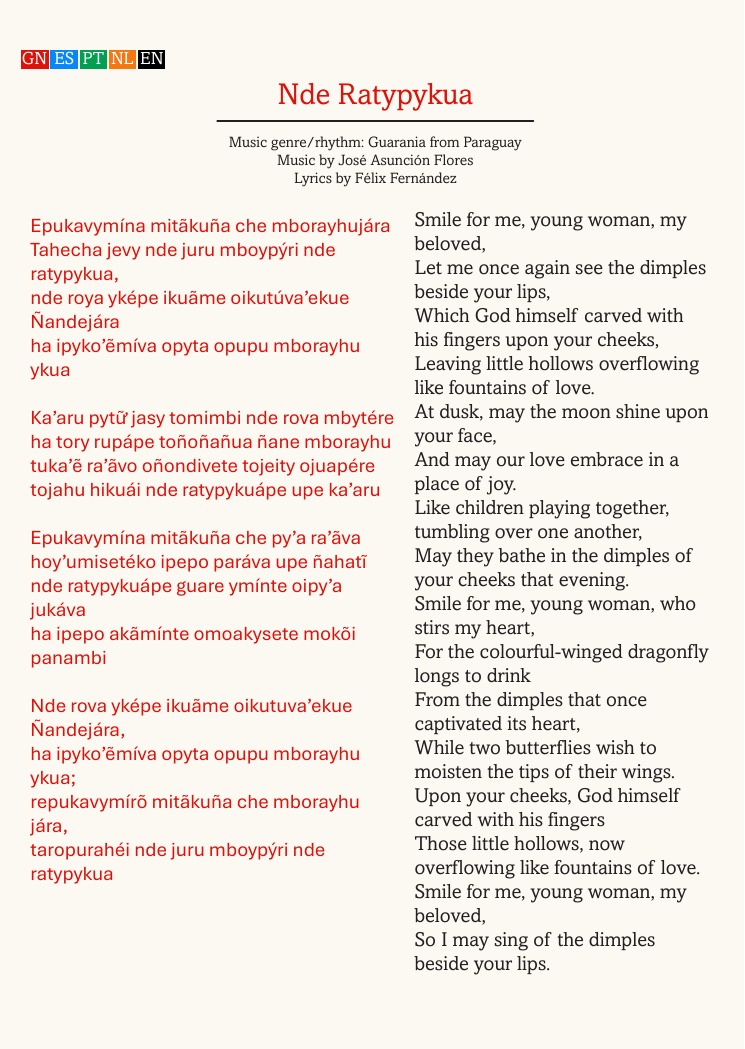 GN ES PT NL EN
Nde Ratypykua
Music genre/rhythm: Guarania from Paraguay
Music by José Asunción Flores
Lyrics by Félix Fernández
Epukavymína mitãkuña che mborayhujára
Tahecha jevy nde juru mboypýri nde
ratypykua,
nde roya yképe ikuãme oikutúva’ekue
Ñandejára
ha ipyko’ẽmíva opyta opupu mborayhu
ykua
Ka’aru pytũ’ jasy tomimbi nde rova mbytére
ha tory rupápe toñoñañua ñane mborayhu
tuka’ẽ ra’ãvo oñondivete tojeity ojuapére
tojahu hikuái nde ratypykuápe upe ka’aru
Epukavymína mitãkuña che py’a ra’ãva
hoy’umisetéko ipepo paráva upe ñahatĩ
nde ratypykuápe guare ymínte oipy’a
jukáva
ha ipepo akãmínte omoakysete mokõi
panambi
Nde rova yképe ikuãme oikutuva’ekue
Ñandejára,
ha ipyko’ẽmíva opyta opupu mborayhu
ykua;
repukavymírõ mitãkuña che mborayhu
jára,
taropurahéi nde juru mboypýri nde
ratypykua
Smile for me, young woman, my
beloved,
Let me once again see the dimples
beside your lips,
Which God himself carved with
his fingers upon your cheeks,
Leaving little hollows overflowing
like fountains of love.
At dusk, may the moon shine upon
your face,
And may our love embrace in a
place of joy.
Like children playing together,
tumbling over one another,
May they bathe in the dimples of
your cheeks that evening.
Smile for me, young woman, who
stirs my heart,
For the colourful-winged dragonfly
longs to drink
From the dimples that once
captivated its heart,
While two butterflies wish to
moisten the tips of their wings.
Upon your cheeks, God himself
carved with his fingers
Those little hollows, now
overflowing like fountains of love.
Smile for me, young woman, my
beloved,
So I may sing of the dimples
beside your lips.